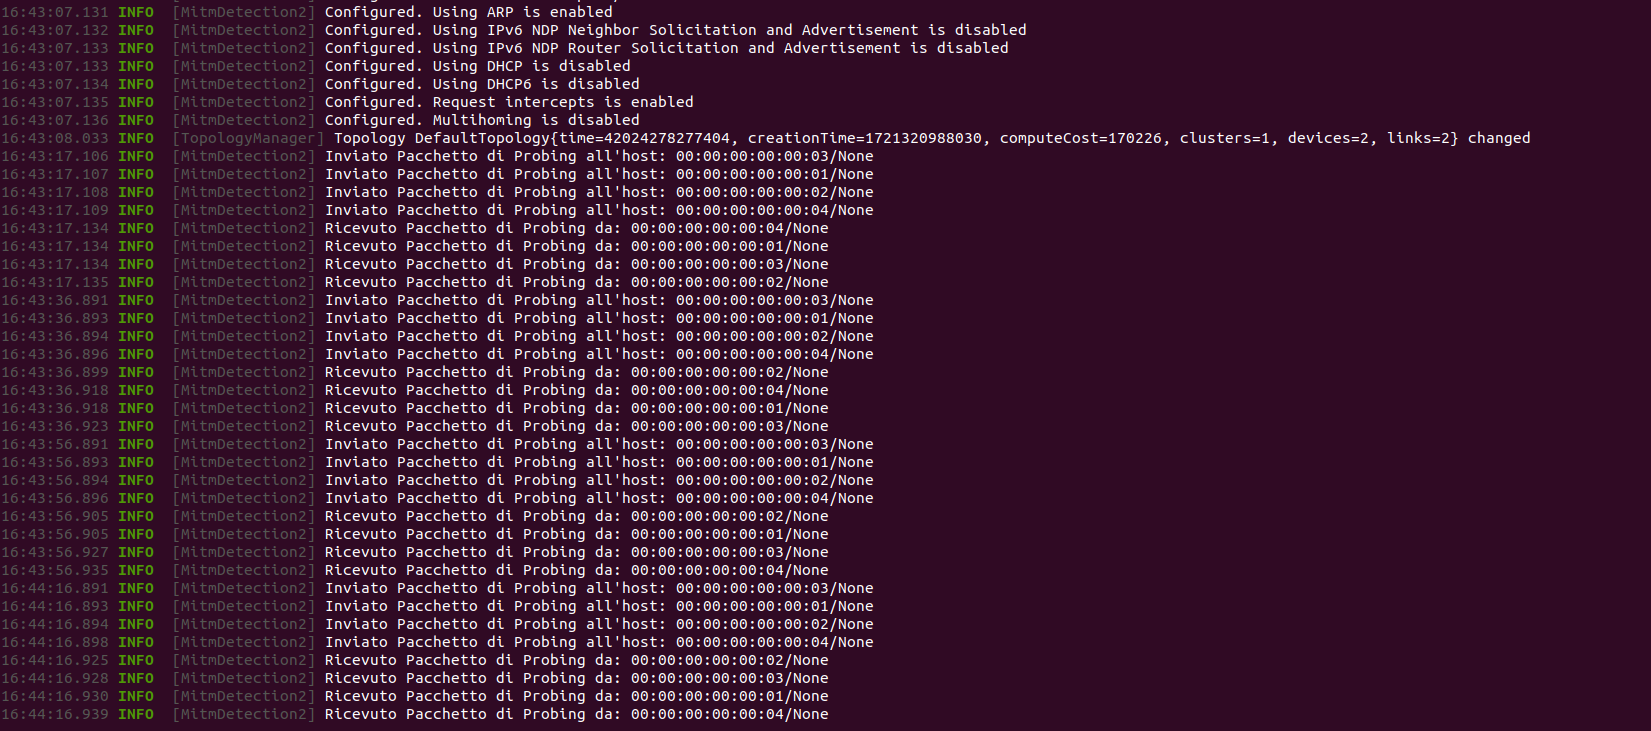 16:43:07.131 INFO [MitmDetection2] Configured. Using ARP is enabled
16:43:07.132 INFO [MitmDetection2] Configured. Using IPv6 NDP Neighbor Solicitation and Advertisement is disabled
16:43:07.133 INFO [MitmDetection2] Configured. Using IPv6 NDP Router Solicitation and Advertisement is disabled
16:43:07.133 INFO [MitmDetection2] Configured. Using DHCP is disabled
16:43:07.134 INFO [MitmDetection2] Configured. Using DHCP6 is disabled
16:43:07.135 INFO [MitmDetection2] Configured. Request intercepts is enabled
16:43:07.136 INFO [MitmDetection2] Configured. Multihoming is disabled
16:43:08.033 INFO [TopologyManager] Topology DefaultTopology{time=42024278277404, creationTime=1721320988030, computeCost=170226, clusters=1, devices=2, links=2} changed
16:43:17.106 INFO [MitmDetection2] Inviato Pacchetto di Probing all'host: 00:00:00:00:00:03/None
16:43:17.107 INFO [MitmDetection2] Inviato Pacchetto di Probing all'host: 00:00:00:00:00:01/None
16:43:17.108 INFO [MitmDetection2] Inviato Pacchetto di Probing all'host: 00:00:00:00:00:02/None
16:43:17.109 INFO [MitmDetection2] Inviato Pacchetto di Probing all'host: 00:00:00:00:00:04/None
16:43:17.134 INFO [MitmDetection2] Ricevuto Pacchetto di Probing da: 00:00:00:00:00:04/None
16:43:17.134 INFO [MitmDetection2] Ricevuto Pacchetto di Probing da: 00:00:00:00:00:01/None
16:43:17.134 INFO [MitmDetection2] Ricevuto Pacchetto di Probing da: 00:00:00:00:00:03/None
16:43:17.135 INFO [MitmDetection2] Ricevuto Pacchetto di Probing da: 00:00:00:00:00:02/None
16:43:36.891 INFO [MitmDetection2] Inviato Pacchetto di Probing all'host: 00:00:00:00:00:03/None
16:43:36.893 INFO [MitmDetection2] Inviato Pacchetto di Probing all'host: 00:00:00:00:00:01/None
16:43:36.894 INFO [MitmDetection2] Inviato Pacchetto di Probing all'host: 00:00:00:00:00:02/None
16:43:36.896 INFO [MitmDetection2] Inviato Pacchetto di Probing all'host: 00:00:00:00:00:04/None
16:43:36.899 INFO [MitmDetection2] Ricevuto Pacchetto di Probing da: 00:00:00:00:00:02/None
16:43:36.918 INFO [MitmDetection2] Ricevuto Pacchetto di Probing da: 00:00:00:00:00:04/None
16:43:36.918 INFO [MitmDetection2] Ricevuto Pacchetto di Probing da: 00:00:00:00:00:01/None
16:43:36.923 INFO [MitmDetection2] Ricevuto Pacchetto di Probing da: 00:00:00:00:00:03/None
16:43:56.891 INFO [MitmDetection2] Inviato Pacchetto di Probing all'host: 00:00:00:00:00:03/None
16:43:56.893 INFO [MitmDetection2] Inviato Pacchetto di Probing all'host: 00:00:00:00:00:01/None
16:43:56.894 INFO [MitmDetection2] Inviato Pacchetto di Probing all'host: 00:00:00:00:00:02/None
16:43:56.896 INFO [MitmDetection2] Inviato Pacchetto di Probing all'host: 00:00:00:00:00:04/None
16:43:56.905 INFO [MitmDetection2] Ricevuto Pacchetto di Probing da: 00:00:00:00:00:02/None
16:43:56.905 INFO [MitmDetection2] Ricevuto Pacchetto di Probing da: 00:00:00:00:00:01/None
16:43:56.927 INFO [MitmDetection2] Ricevuto Pacchetto di Probing da: 00:00:00:00:00:03/None
16:43:56.935 INFO [MitmDetection2] Ricevuto Pacchetto di Probing da: 00:00:00:00:00:04/None
16:44:16.891 INFO [MitmDetection2] Inviato Pacchetto di Probing all'host: 00:00:00:00:00:03/None
16:44:16.893 INFO [MitmDetection2] Inviato Pacchetto di Probing all'host: 00:00:00:00:00:01/None
16:44:16.894 INFO [MitmDetection2] Inviato Pacchetto di Probing all'host: 00:00:00:00:00:02/None
16:44:16.898 INFO [MitmDetection2] Inviato Pacchetto di Probing all'host: 00:00:00:00:00:04/None
16:44:16.925 INFO [MitmDetection2] Ricevuto Pacchetto di Probing da: 00:00:00:00:00:02/None
16:44:16.928 INFO [MitmDetection2] Ricevuto Pacchetto di Probing da: 00:00:00:00:00:03/None
16:44:16.930 INFO [MitmDetection2] Ricevuto Pacchetto di Probing da: 00:00:00:00:00:01/None
16:44:16.939 INFO [MitmDetection2] Ricevuto Pacchetto di Probing da: 00:00:00:00:00:04/None